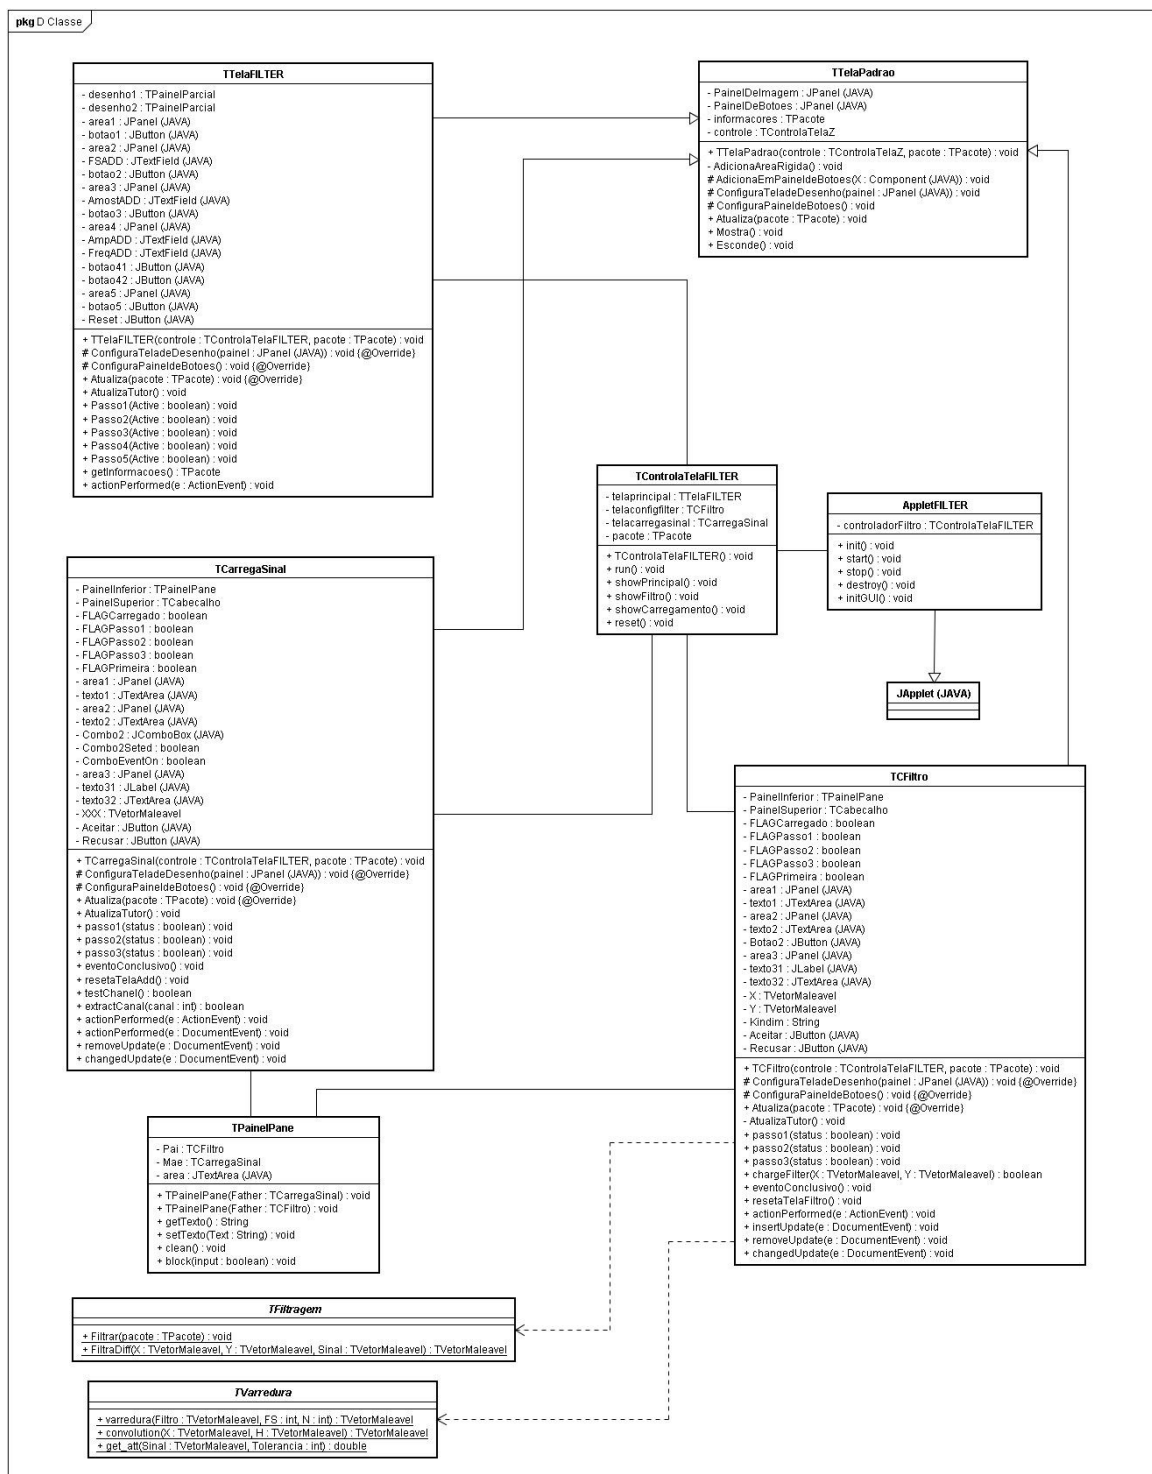 pkg D Classe
TTelaFILTER
- desenho1 : TPainelParcial
- desenho2 : TPainelParcial
- area1 : JPanel (JAVA)
- botao1 : JButton (JAVA)
- area2 : JPanel (JAVA)
- FSADD : JTextField (JAVA)
- botao2 : JButton (JAVA)
- area3 : JPanel (JAVA)
- AmostADD : JTextField (JAVA)
- botao3 : JButton (JAVA)
- area4 : JPanel (JAVA)
- AmpADD : JTextField (JAVA)
- FreqADD : JTextField (JAVA)
- botao41 : JButton (JAVA)
- botao42 : JButton (JAVA)
- area5 : JPanel (JAVA)
- botao5 : JButton (JAVA)
- Reset : JButton (JAVA)
+ TTelaFILTER(controle : TControlaTelaFILTER, pacote : TPacote) : void
# ConfiguraTeladeDesenho(painel : JPanel (JAVA)) : void {@Override}
# ConfiguraPaineldeBotoes() : void {@Override}
+ Atualiza(pacote : TPacote) : void {@Override}
+ AtualizaTutor() : void
+ Passo1(Active : boolean) : void
+ Passo2(Active : boolean) : void
+ Passo3(Active : boolean) : void
+ Passo4(Active : boolean) : void
+ Passo5(Active : boolean) : void
+ getInformacoes() : TPacote
+ actionPerformed(e : ActionEvent) : void
TTelaPadrao
- PainelDeImagem : JPanel (JAVA)
- PainelDeBotoes : JPanel (JAVA)
- informacores : TPacote
- controle : TControlaTelaZ
+ TTelaPadrao(controle : TControlaTelaZ, pacote : TPacote) : void
- AdicionaAreaRigida() : void
# AdicionaEmPaineldeBotoes(X : Component (JAVA)) : void
# ConfiguraTeladeDesenho(painel : JPanel (JAVA)) : void
# ConfiguraPaineldeBotoes() : void
+ Atualiza(pacote : TPacote) : void
+ Mostra() : void
+ Esconde() : void
TControlaTelaFILTER
- telaprincipal : TTelaFILTER
- telaconfigfilter : TCFiltro
- telacarregasinal : TCarregaSinal
- pacote : TPacote
+ TControlaTelaFILTER() : void
+ run() : void
+ showPrincipal() : void
+ showFiltro() : void
+ showCarregamento() : void
+ reset() : void
AppletFILTER
- controladorFiltro : TControlaTelaFILTER
+ init() : void
+ start() : void
+ stop() : void
+ destroy() : void
+ initGUI() : void
JApplet (JAVA)
TCarregaSinal
- PainelInferior : TPainelPane
- PainelSuperior : TCabecalho
- FLAGCarregado : boolean
- FLAGPasso1 : boolean
- FLAGPasso2 : boolean
- FLAGPasso3 : boolean
- FLAGPrimeira : boolean
- area1 : JPanel (JAVA)
- texto1 : JTextArea (JAVA)
- area2 : JPanel (JAVA)
- texto2 : JTextArea (JAVA)
- Combo2 : JComboBox (JAVA)
- Combo2Seted : boolean
- ComboEventOn : boolean
- area3 : JPanel (JAVA)
- texto31 : JLabel (JAVA)
- texto32 : JTextArea (JAVA)
- XXX : TVetorMaleavel
- Aceitar : JButton (JAVA)
- Recusar : JButton (JAVA)
+ TCarregaSinal(controle : TControlaTelaFILTER, pacote : TPacote) : void
# ConfiguraTeladeDesenho(painel : JPanel (JAVA)) : void {@Override}
# ConfiguraPaineldeBotoes() : void {@Override}
+ Atualiza(pacote : TPacote) : void {@Override}
+ AtualizaTutor() : void
+ passo1(status : boolean) : void
+ passo2(status : boolean) : void
+ passo3(status : boolean) : void
+ eventoConclusivo() : void
+ resetaTelaAdd() : void
+ testChanel() : boolean
+ extractCanal(canal : int) : boolean
+ actionPerformed(e : ActionEvent) : void
+ actionPerformed(e : DocumentEvent) : void
+ removeUpdate(e : DocumentEvent) : void
+ changedUpdate(e : DocumentEvent) : void
TCFiltro
- PainelInferior : TPainelPane
- PainelSuperior : TCabecalho
- FLAGCarregado : boolean
- FLAGPasso1 : boolean
- FLAGPasso2 : boolean
- FLAGPasso3 : boolean
- FLAGPrimeira : boolean
- area1 : JPanel (JAVA)
- texto1 : JTextArea (JAVA)
- area2 : JPanel (JAVA)
- texto2 : JTextArea (JAVA)
- Botao2 : JButton (JAVA)
- area3 : JPanel (JAVA)
- texto31 : JLabel (JAVA)
- texto32 : JTextArea (JAVA)
- X : TVetorMaleavel
- Y : TVetorMaleavel
- Kindim : String
- Aceitar : JButton (JAVA)
- Recusar : JButton (JAVA)
+ TCFiltro(controle : TControlaTelaFILTER, pacote : TPacote) : void
# ConfiguraTeladeDesenho(painel : JPanel (JAVA)) : void {@Override}
# ConfiguraPaineldeBotoes() : void {@Override}
+ Atualiza(pacote : TPacote) : void {@Override}
- AtualizaTutor() : void
+ passo1(status : boolean) : void
+ passo2(status : boolean) : void
+ passo3(status : boolean) : void
+ chargeFilter(X : TVetorMaleavel, Y : TVetorMaleavel) : boolean
+ eventoConclusivo() : void
+ resetaTelaFiltro() : void
+ actionPerformed(e : ActionEvent) : void
+ insertUpdate(e : DocumentEvent) : void
+ removeUpdate(e : DocumentEvent) : void
+ changedUpdate(e : DocumentEvent) : void
TPainelPane
- Pai : TCFiltro
- Mae : TCarregaSinal
- area : JTextArea (JAVA)
+ TPainelPane(Father : TCarregaSinal) : void
+ TPainelPane(Father : TCFiltro) : void
+ getTexto() : String
+ setTexto(Text : String) : void
+ clean() : void
+ block(input : boolean) : void
TFiltragem
+ Filtrar(pacote : TPacote) : void
+ FiltraDiff(X : TVetorMaleavel, Y : TVetorMaleavel, Sinal : TVetorMaleavel) : TVetorMaleavel
TVarredura
+ varredura(Filtro : TVetorMaleavel, FS : int, N : int) : TVetorMaleavel
+ convolution(X : TVetorMaleavel, H : TVetorMaleavel) : TVetorMaleavel
+ get_att(Sinal : TVetorMaleavel, Tolerancia : int) : double